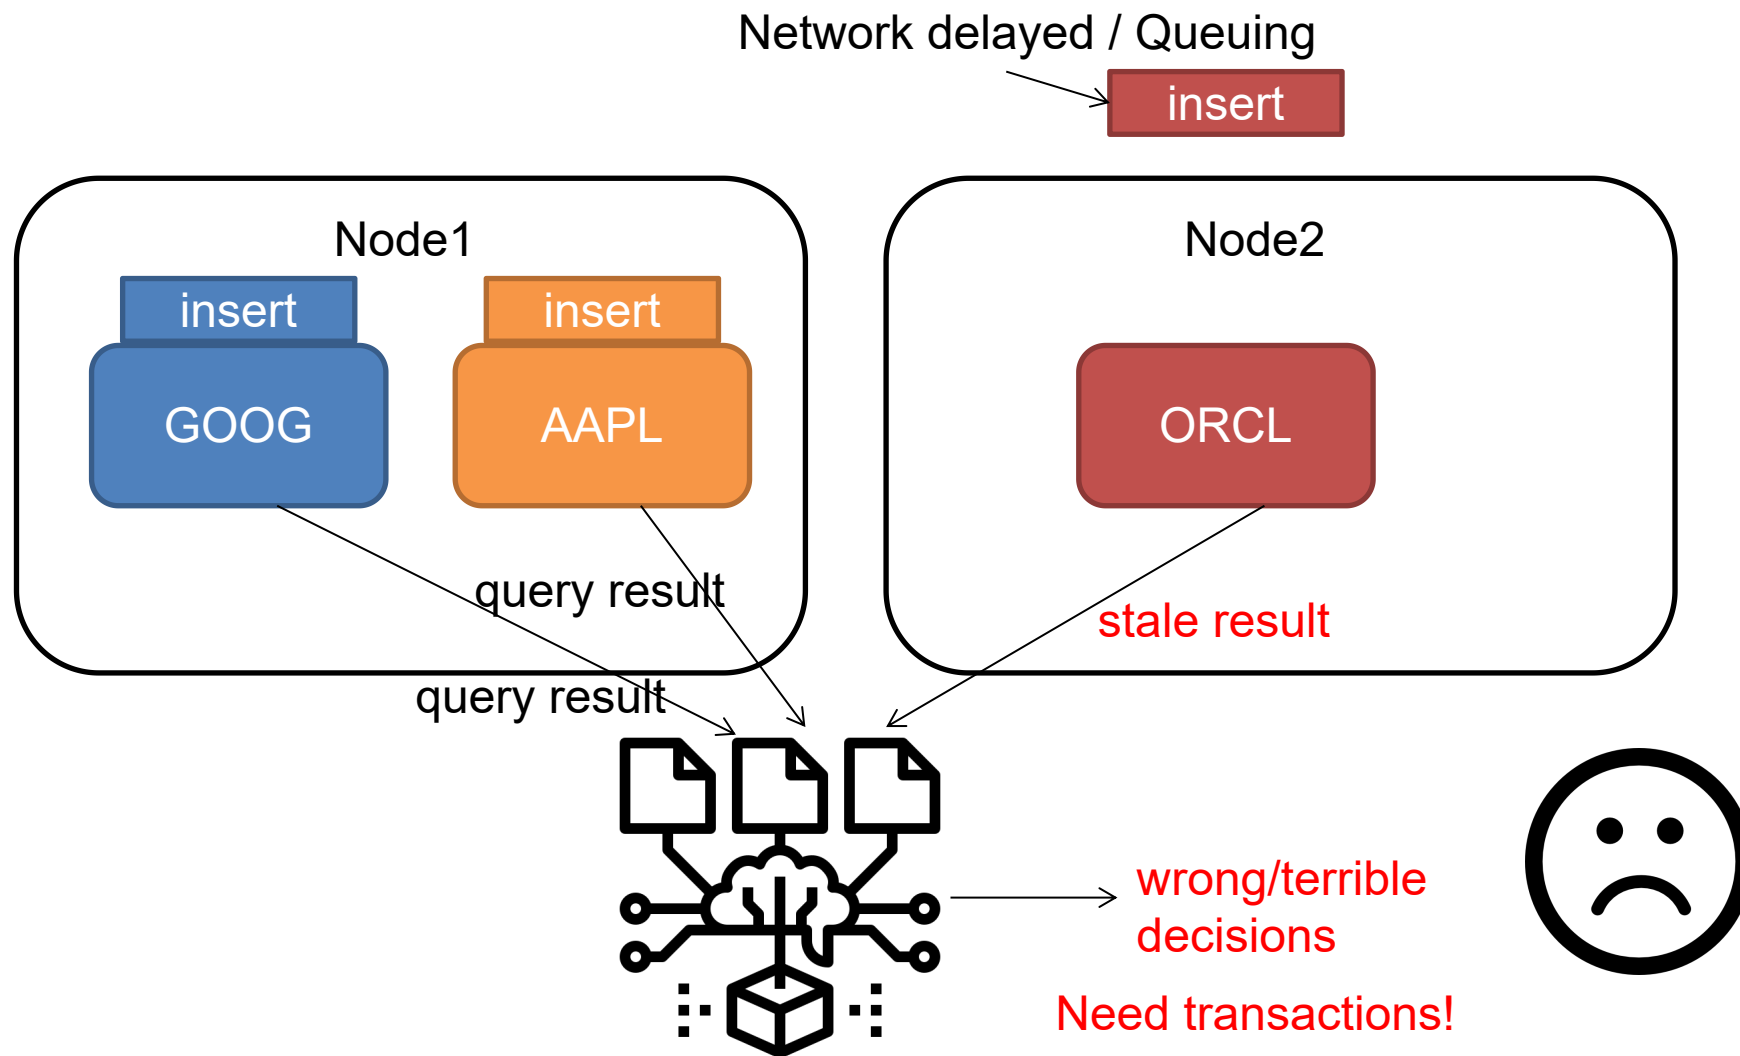 Network delayed / Queuing
insert
Node1
Node2
insert
insert
GOOG
AAPL
ORCL
query result
stale result
query result
wrong/terrible
decisions
Need transactions!